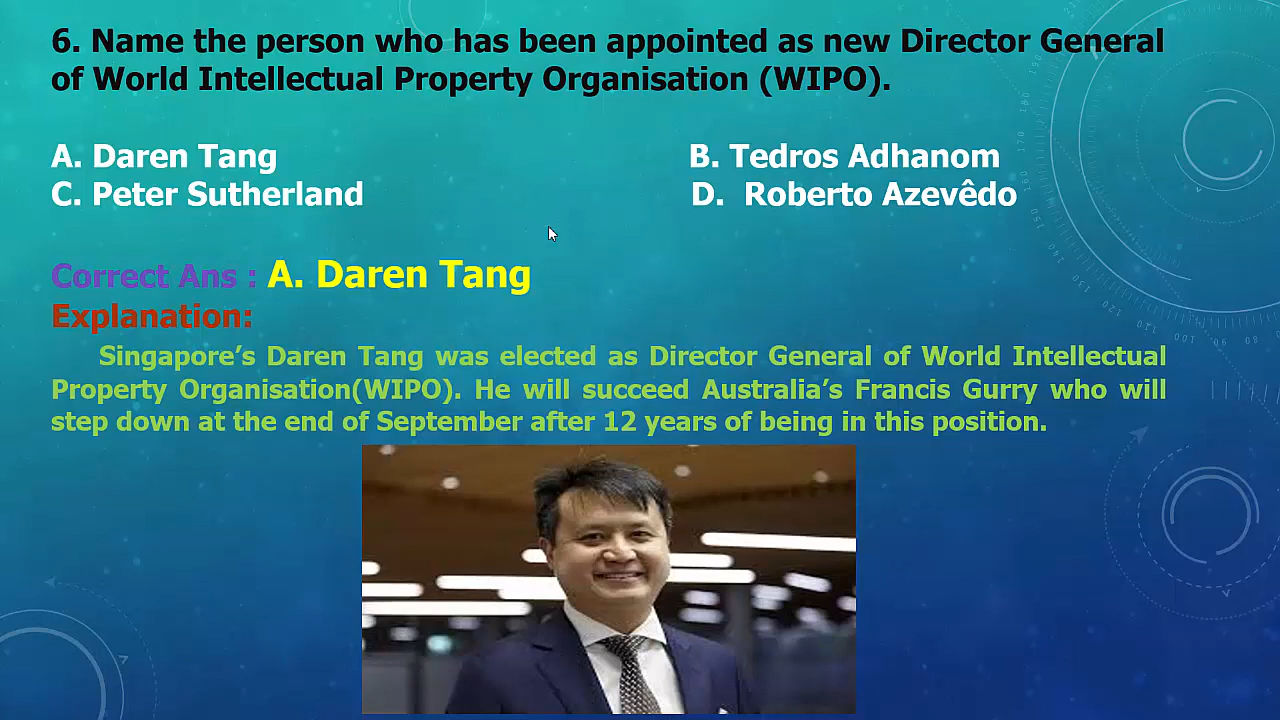 6. Name the person who has been appointed as new Director General
of World Intellectual Property Organisation (WIPO).
A. Daren Tang B. Tedros Adhanom
C. Peter Sutherland D. Roberto Azevêdo
Correct Ans : A. Daren Tang
Explanation:
Singapore’s Daren Tang was elected as Director General of World Intellectual
Property Organisation(WIPO). He will succeed Australia’s Francis Gurry who will
step down at the end of September after 12 years of being in this position.